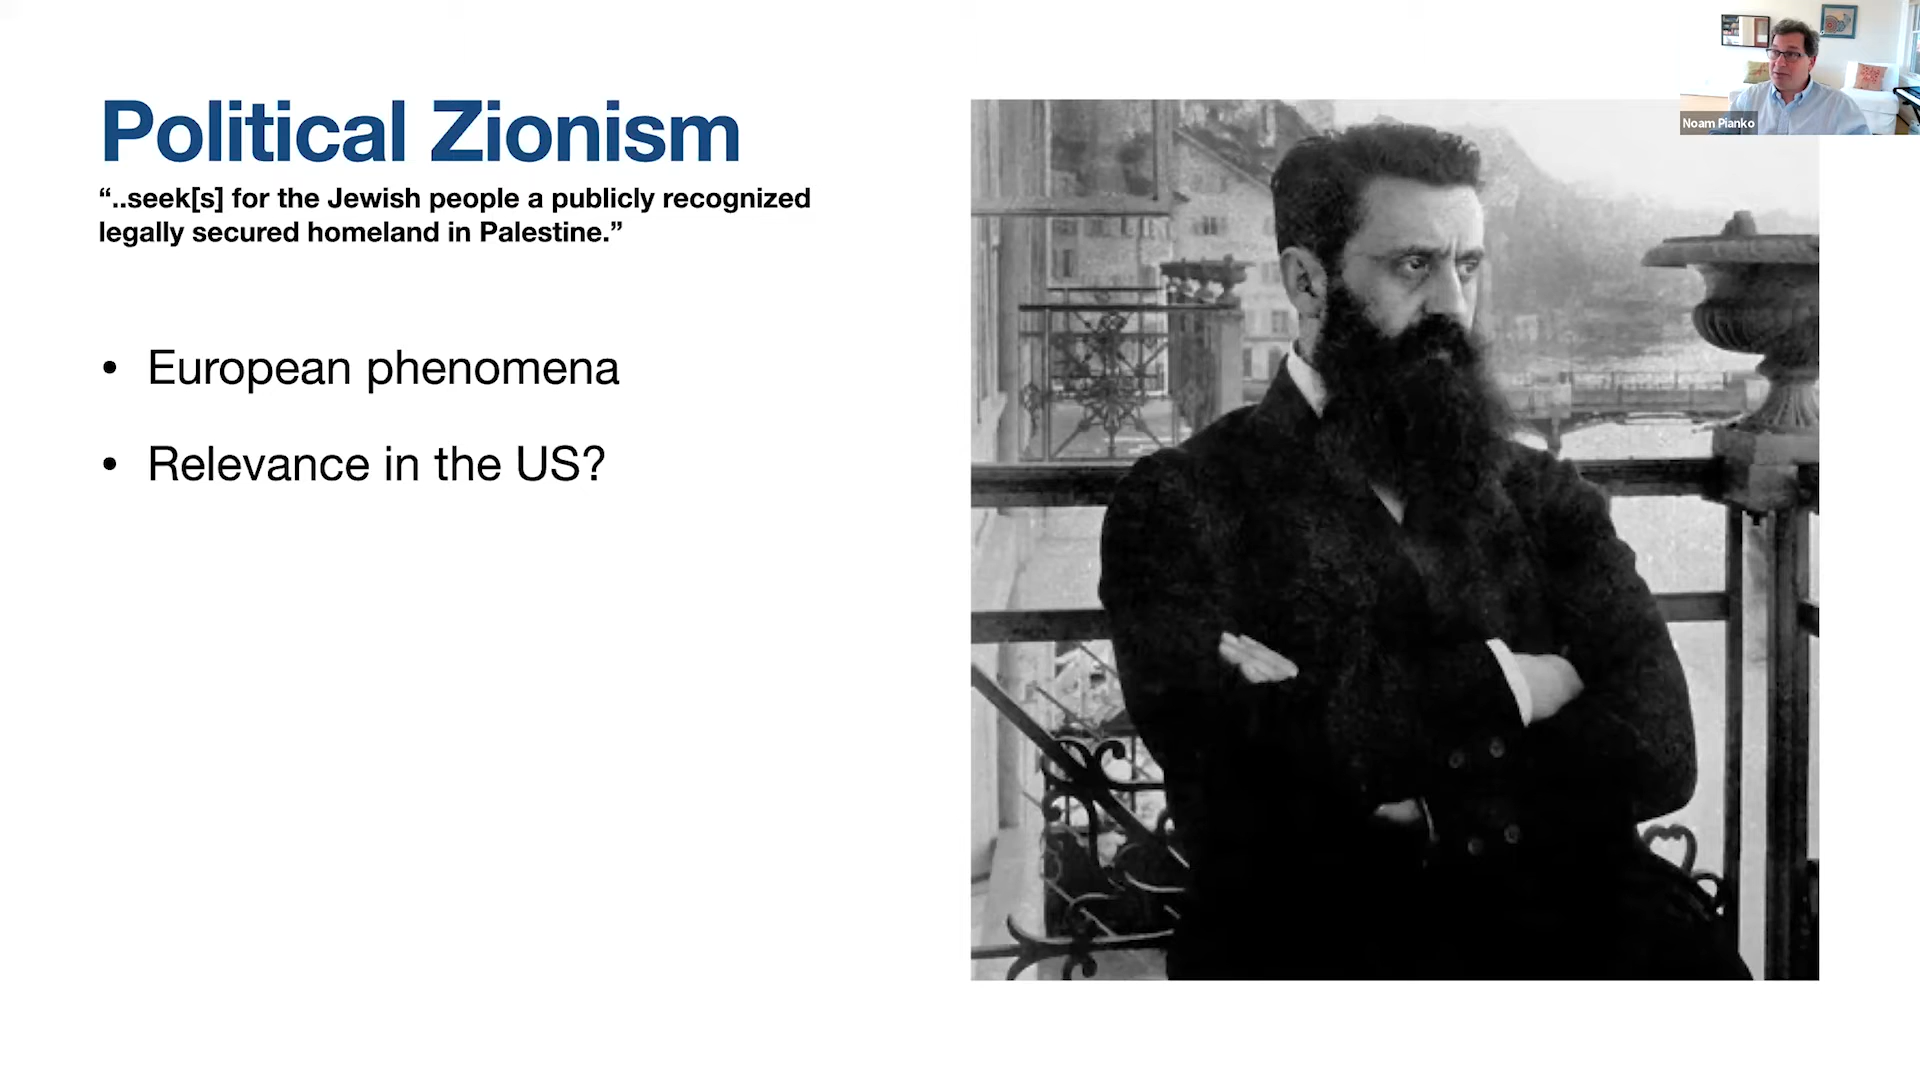 Political Zionism
“..seek[s] for the Jewish people a publicly recognized
legally secured homeland in Palestine.”
• European phenomena
• Relevance in the US?
Noam Pianko